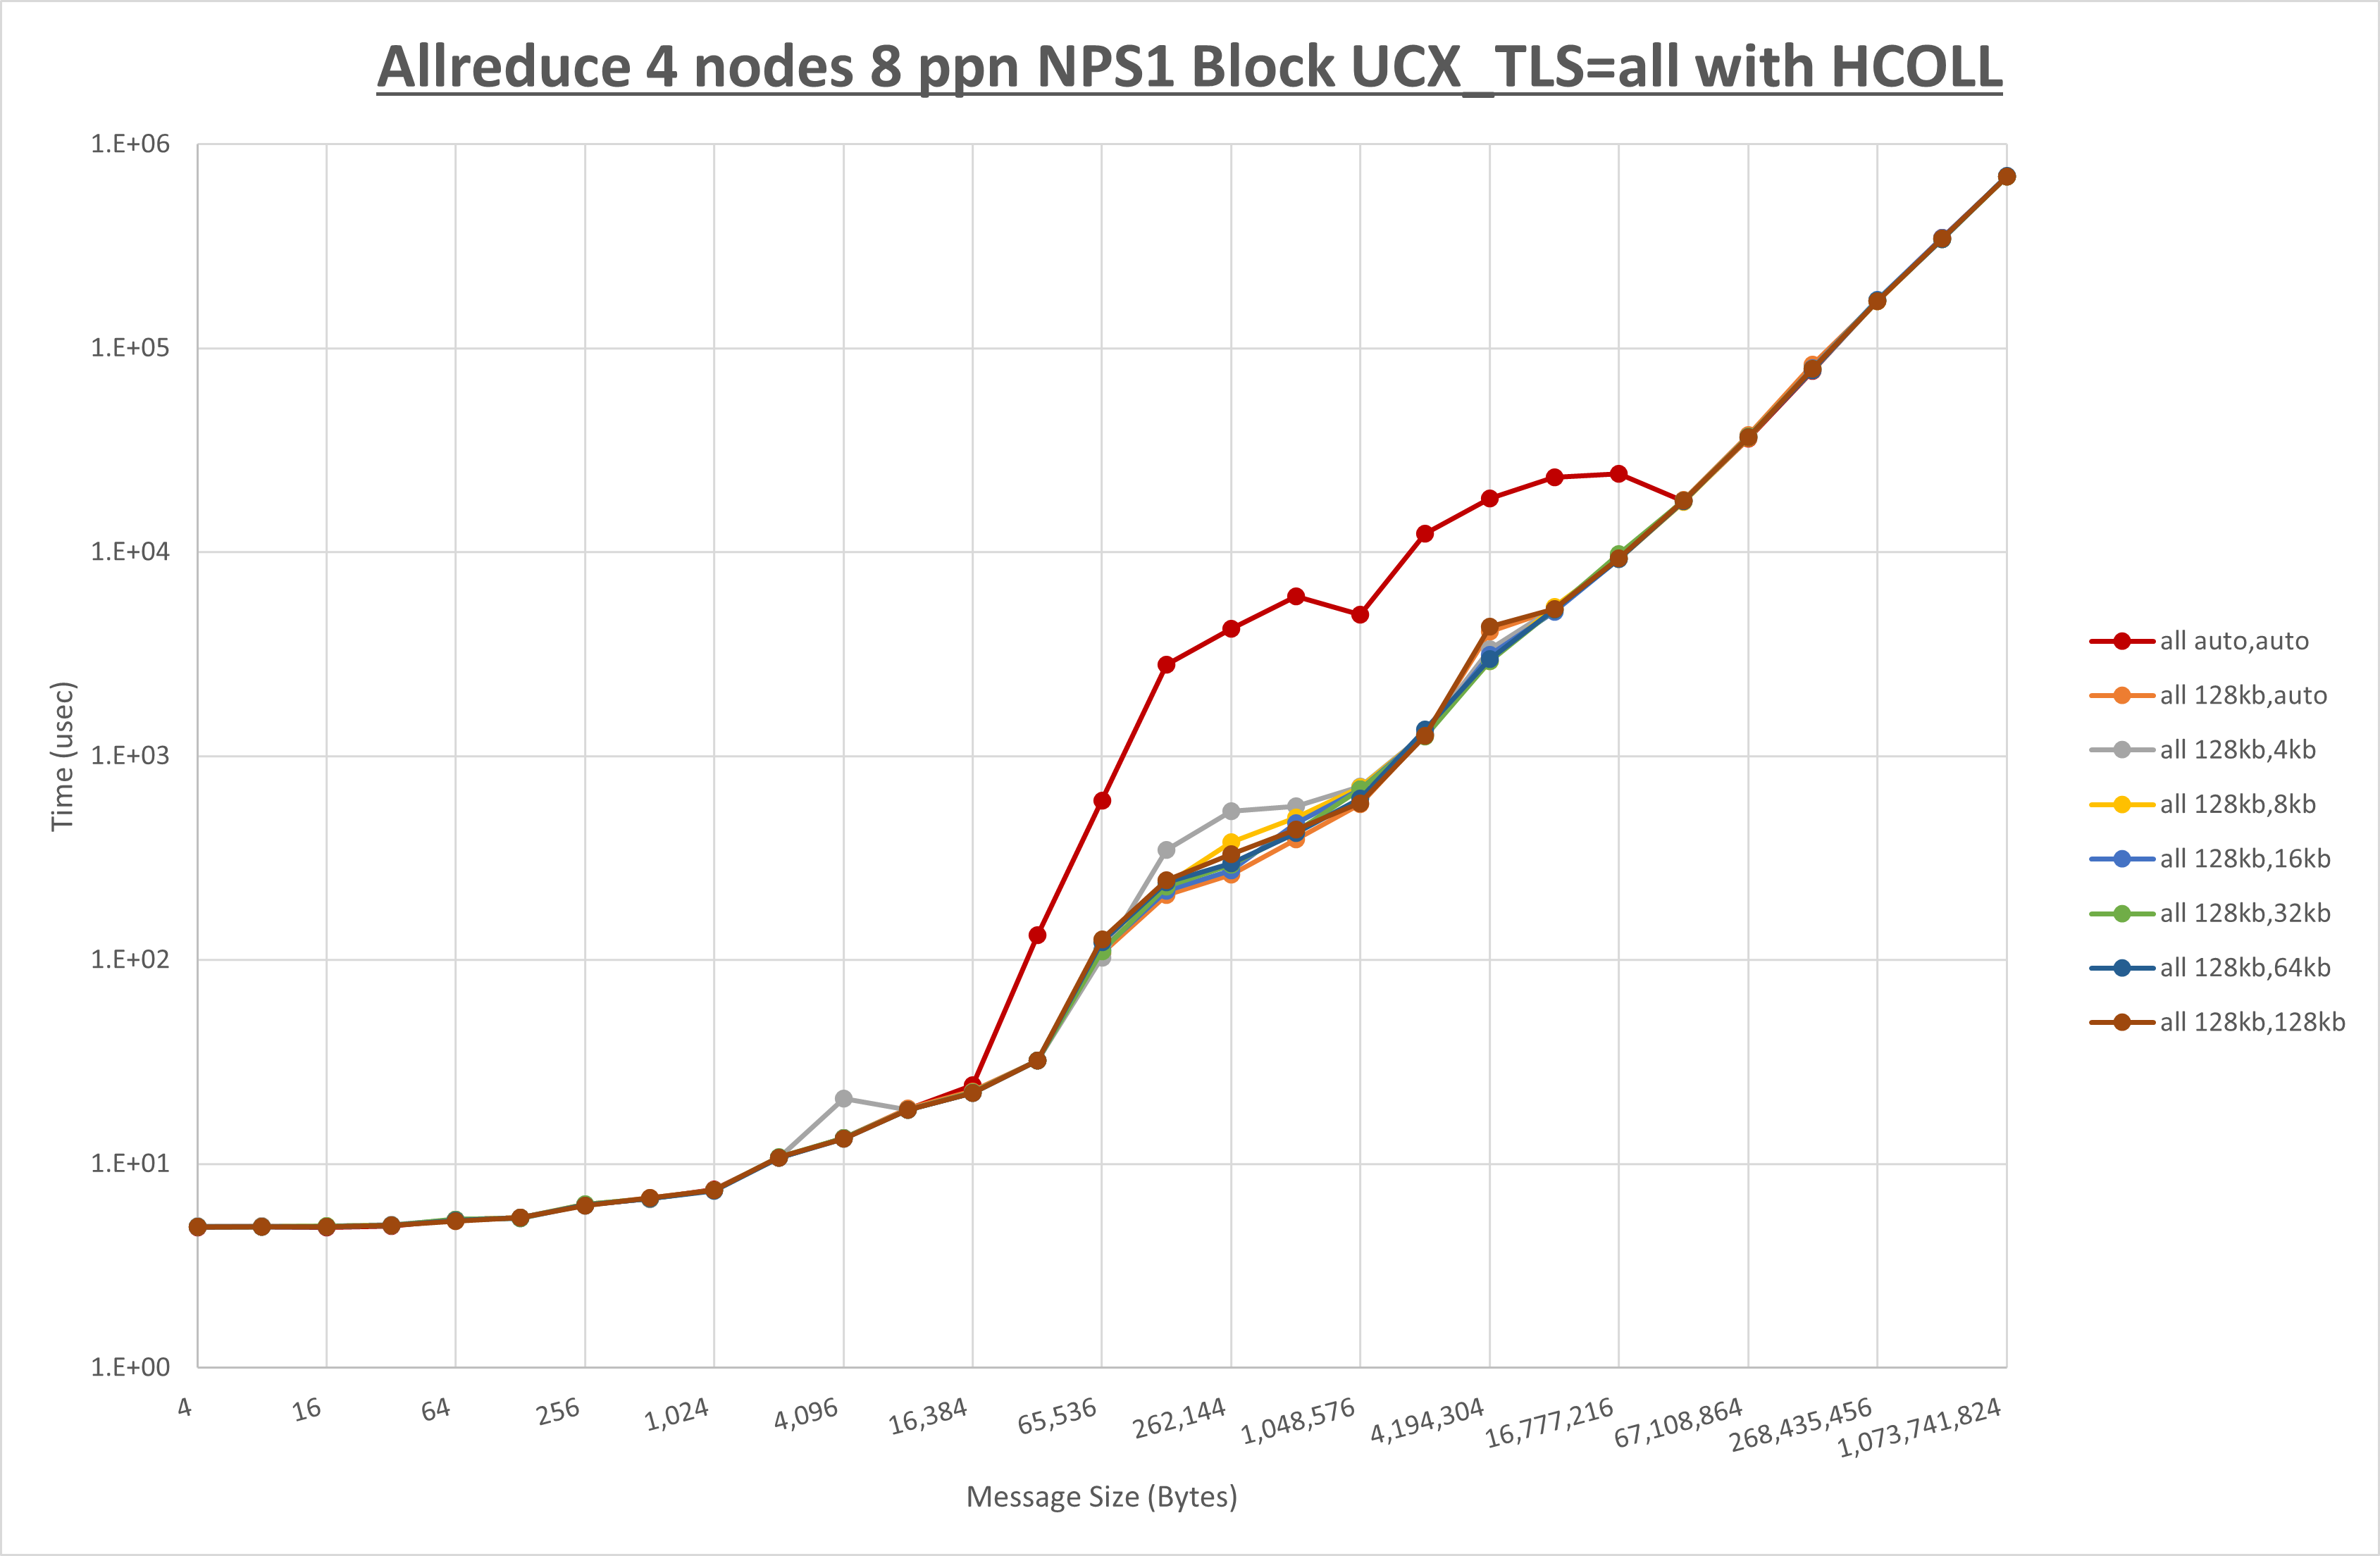 Allreduce 4 nodes 8 ppn NPS1 Block UCX_TLS=all with HCOLL
1.E+06
1.E+05
1.E+04
1.E+03
1.E+02
1.E+01
1.E+00
Time (usec)
4
16
64
256
1,024
4,096
16,384
65,536
262,144
1,048,576
4,194,304
16,777,216
67,108,864
268,435,456
1,073,741,824
Message Size (Bytes)
all auto,auto
all 128kb,auto
all 128kb,4kb
all 128kb,8kb
all 128kb,16kb
all 128kb,32kb
all 128kb,64kb
all 128kb,128kb